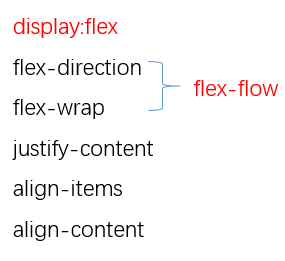 display:flex
flex-direction
flex-wrap
flex-flow
justify-content
align-items
align-content